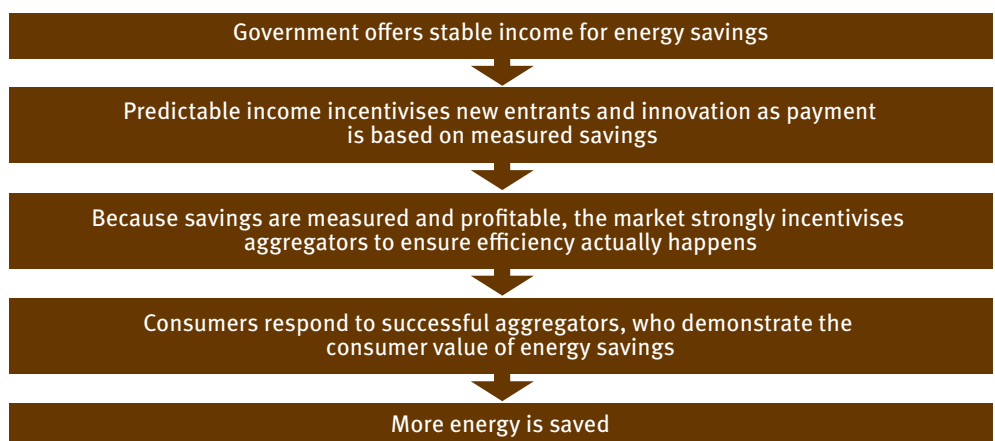 Government offers stable income for energy savings
Predictable income incentivises new entrants and innovation as payment
is based on measured savings
Because savings are measured and profitable, the market strongly incentivises
aggregators to ensure efficiency actually happens
Consumers respond to successful aggregators, who demonstrate the
consumer value of energy savings
More energy is saved